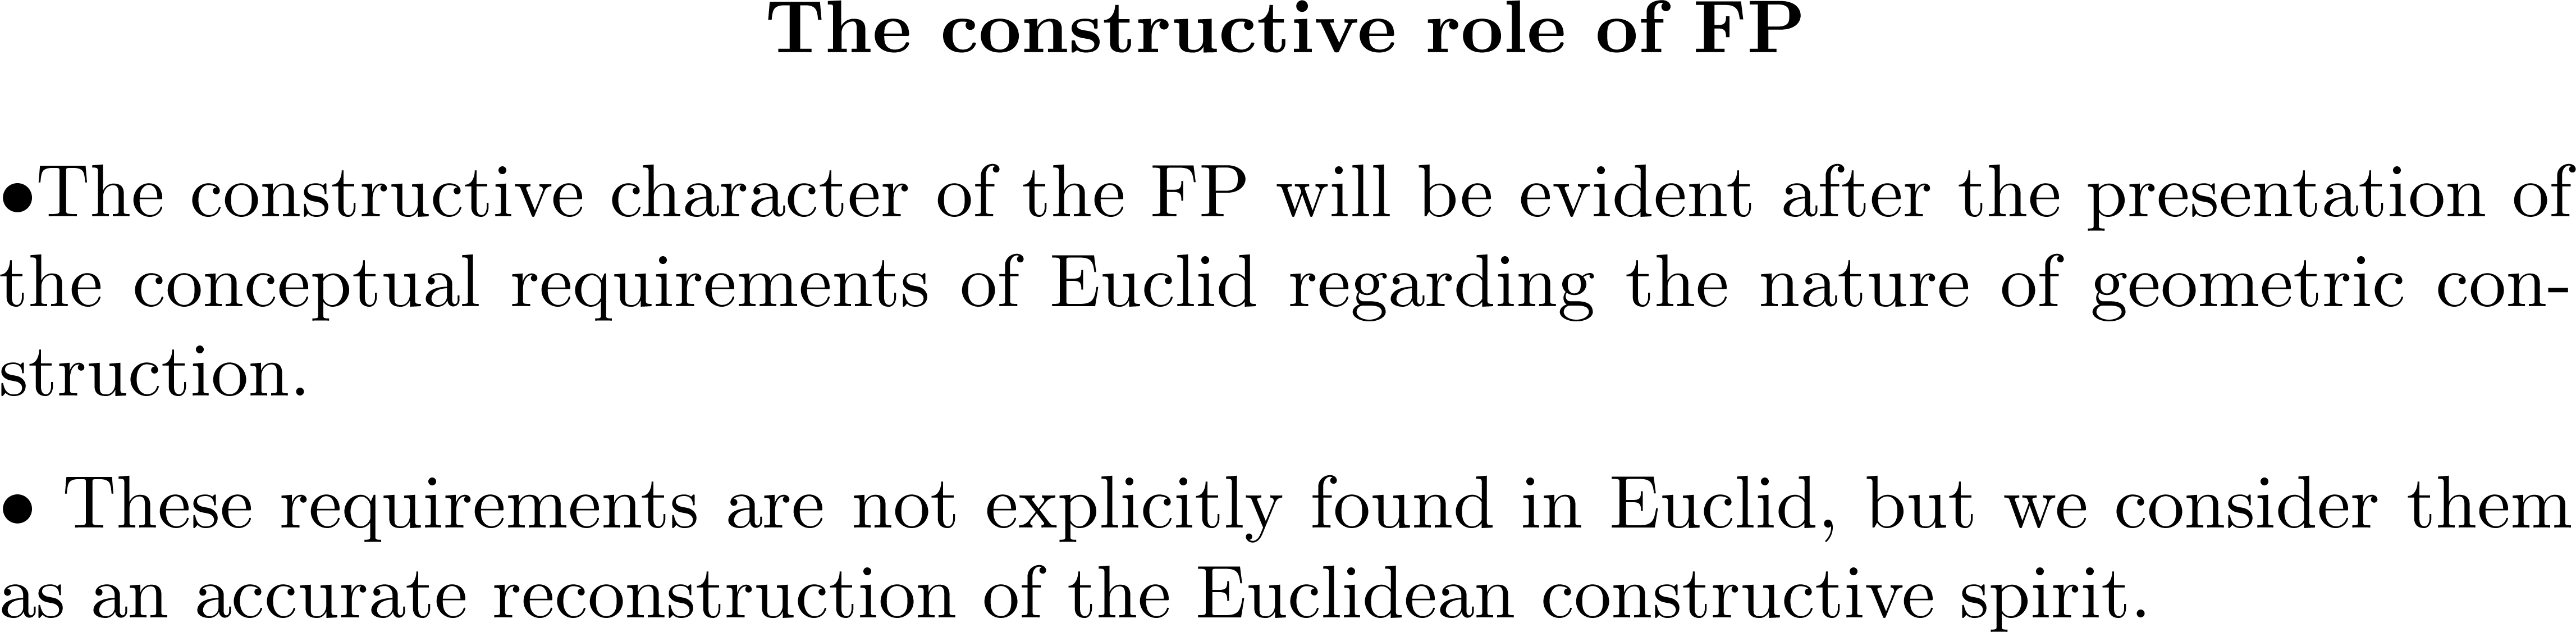 The constructive role of FP
•The constructive character of the FP will be evident after the presentation of
the conceptual requirements of Euclid regarding the nature of geometric con-
struction.
• These requirements are not explicitly found in Euclid, but we consider them
as an accurate reconstruction of the Euclidean constructive spirit.